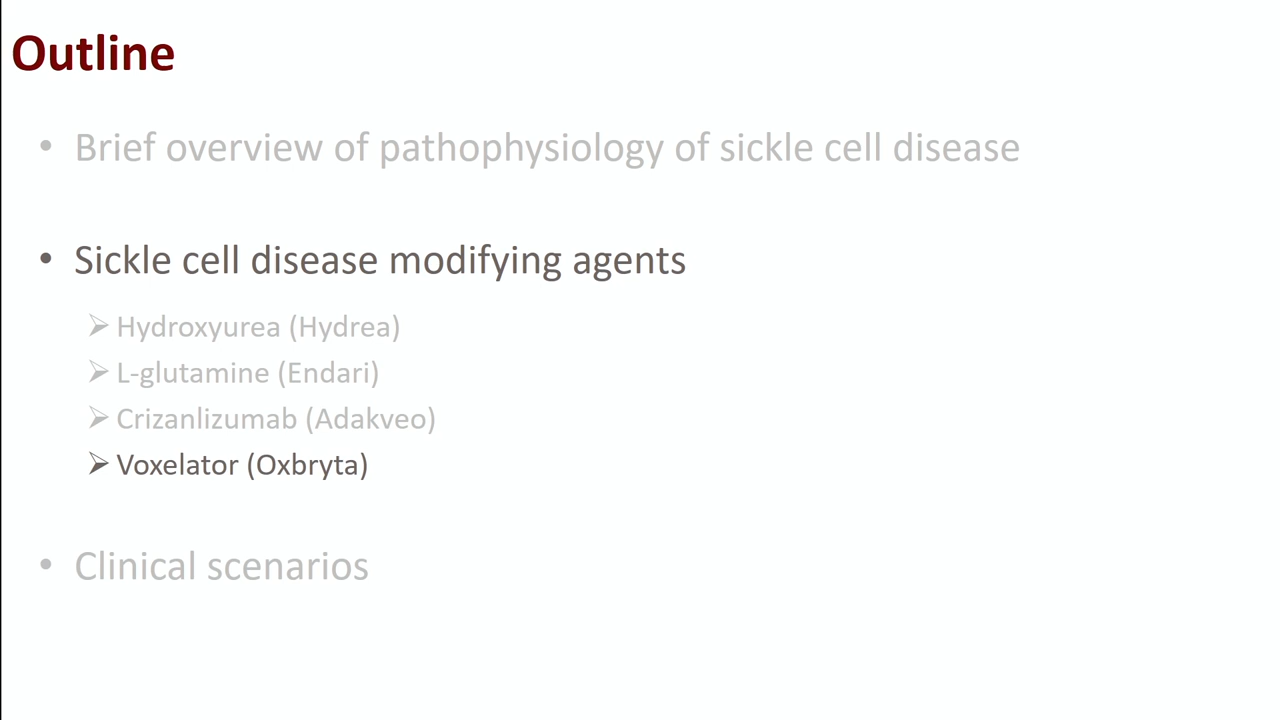 Outline
• Brief overview of pathophysiology of sickle cell disease
• Sickle cell disease modifying agents
➢ Hydroxyurea (Hydrea)
➢ L-glutamine (Endari)
➢ Crizanlizumab (Adakveo)
➢ Voxelator (Oxbryta)
• Clinical scenarios